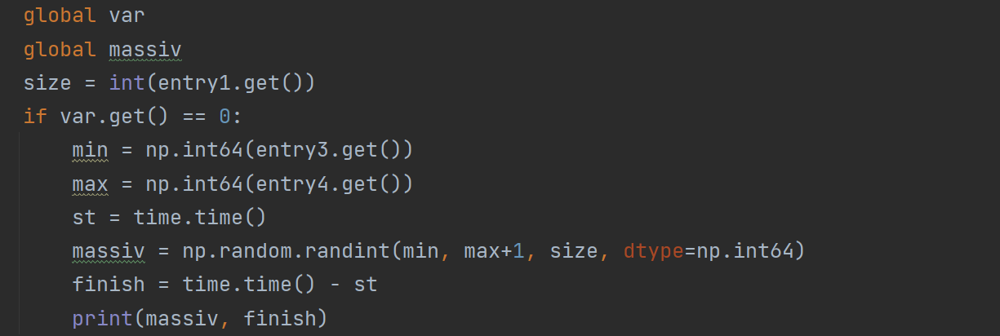 global var
global massiv
size = int(entry1.get())
if var.get() == 0:
    min = np.int64(entry3.get())
    max = np.int64(entry4.get())
    st = time.time()
    massiv = np.random.randint(min, max+1, size, dtype=np.int64)
    finish = time.time() - st
    print(massiv, finish)